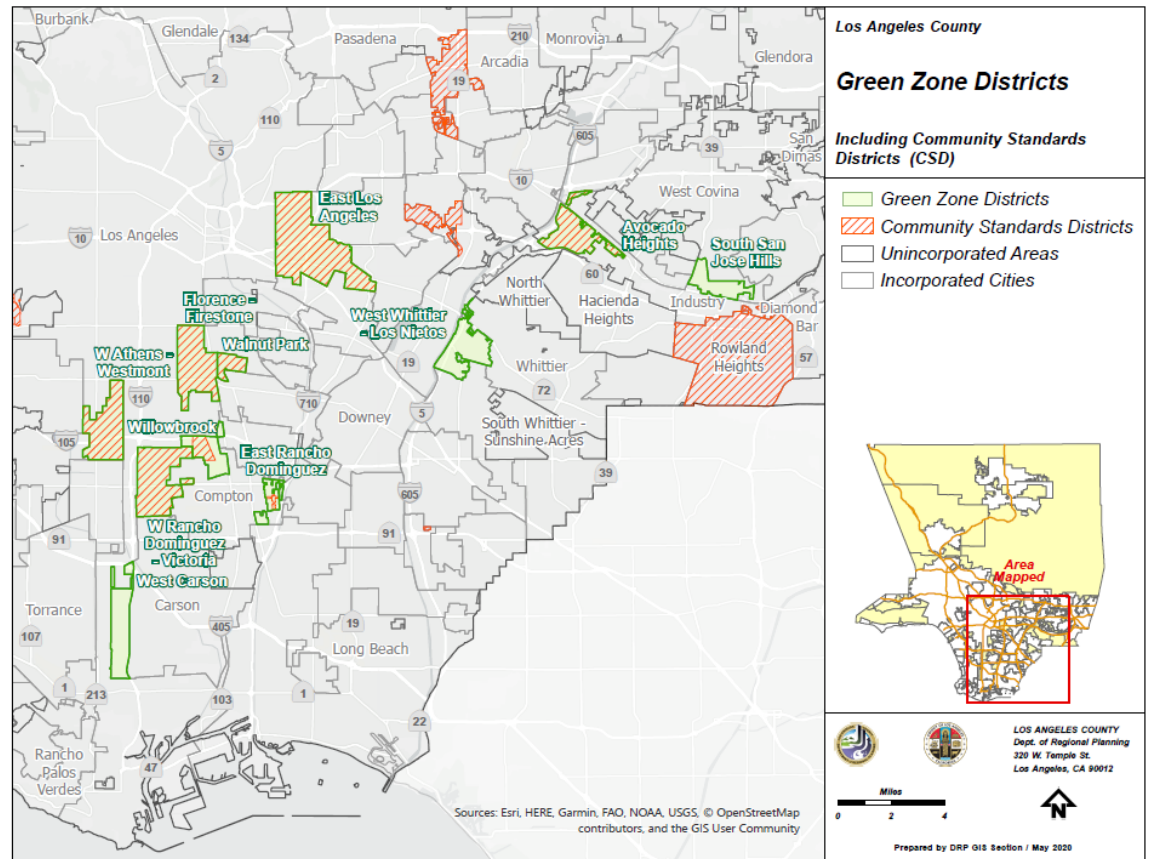 Burbank
Glendale
134
Pasadena
210
Monrovia
Arcadia
Glendora
2
19
110
605
39
San
Dimas
5
10
West Covina
East Los
Angeles
Avocado
Heights
South San
Jose Hills
10
Los Angeles
60
North
Whittier
Hacienda
Heights
Industry
Diamond
Bar
Florence -
Firestone
West Whittier
- Los Nietos
Walnut Park
Rowland
Heights
57
W Athens -
Westmont
19
Whittier
110
72
710
Downey
5
South Whittier -
Sunshine Acres
105
Willowbrook
East Rancho
Dominguez
39
Compton
605
91
91
W Rancho
Dominguez
- Victoria
West Carson
Torrance
Carson
405
19
107
Long Beach
1
213
103
1
22
Rancho
Palos
Verdes
47
Sources: Esri, HERE, Garmin, FAO, NOAA, USGS, © OpenStreetMap
contributors, and the GIS User Community
Los Angeles County
Green Zone Districts
Including Community Standards
Districts (CSD)
Green Zone Districts
Community Standards Districts
Unincorporated Areas
Incorporated Cities
Area
Mapped
LOS ANGELES COUNTY
Dept. of Regional Planning
320 W. Temple St.
Los Angeles, CA 90012
Miles
0 2 4
N
Prepared by DRP GIS Section / May 2020